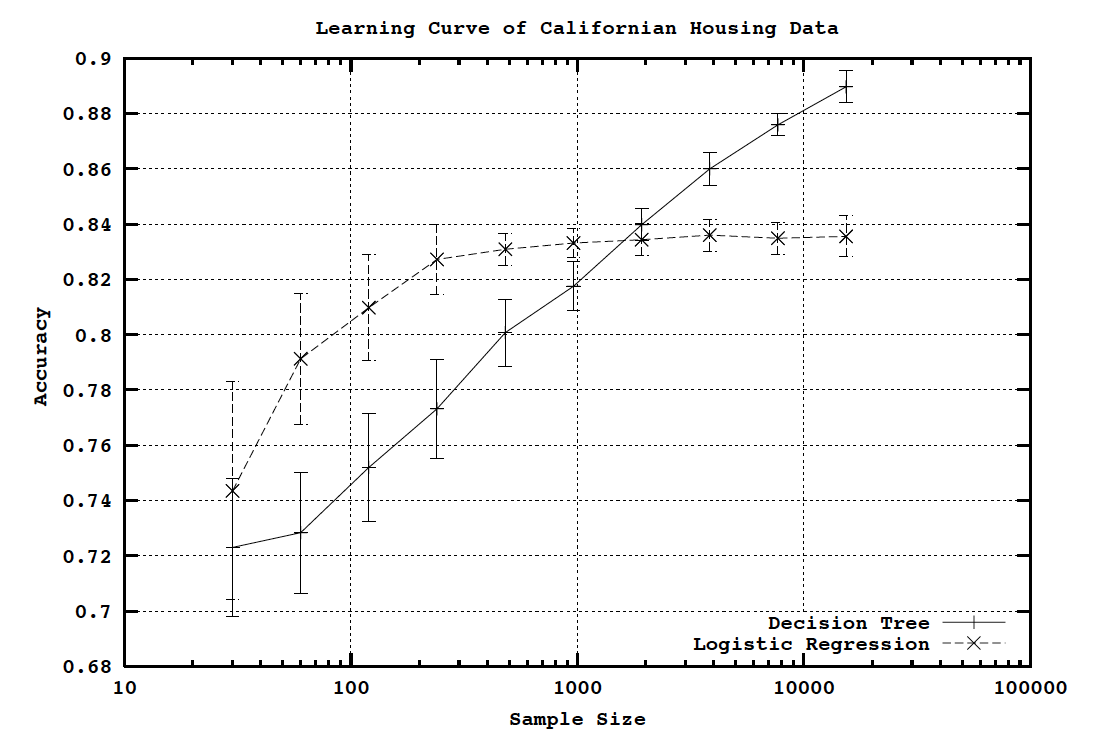 Learning Curve of Californian Housing Data
0.9
0.88
0.86
0.84
0.82
0.8
0.78
0.76
0.74
0.72
0.7
0.68
Accuracy
Decision Tree
Logistic Regression
10 100 1000 10000 100000
Sample Size